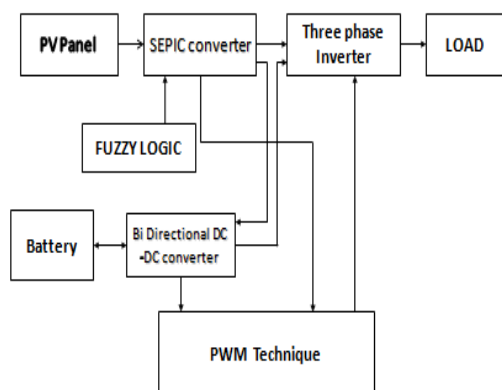 PV Panel
SEPIC converter
Three phase
Inverter
LOAD
FUZZY LOGIC
Battery
Bi Directional DC
-DC converter
PWM Technique